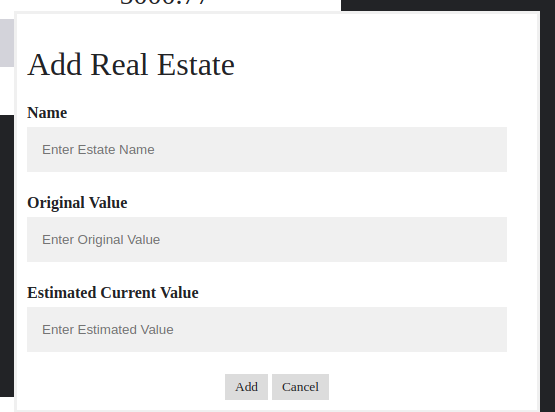 Add Real Estate
Name
Enter Estate Name
Original Value
Enter Original Value
Estimated Current Value
Enter Estimated Value
Add Cancel